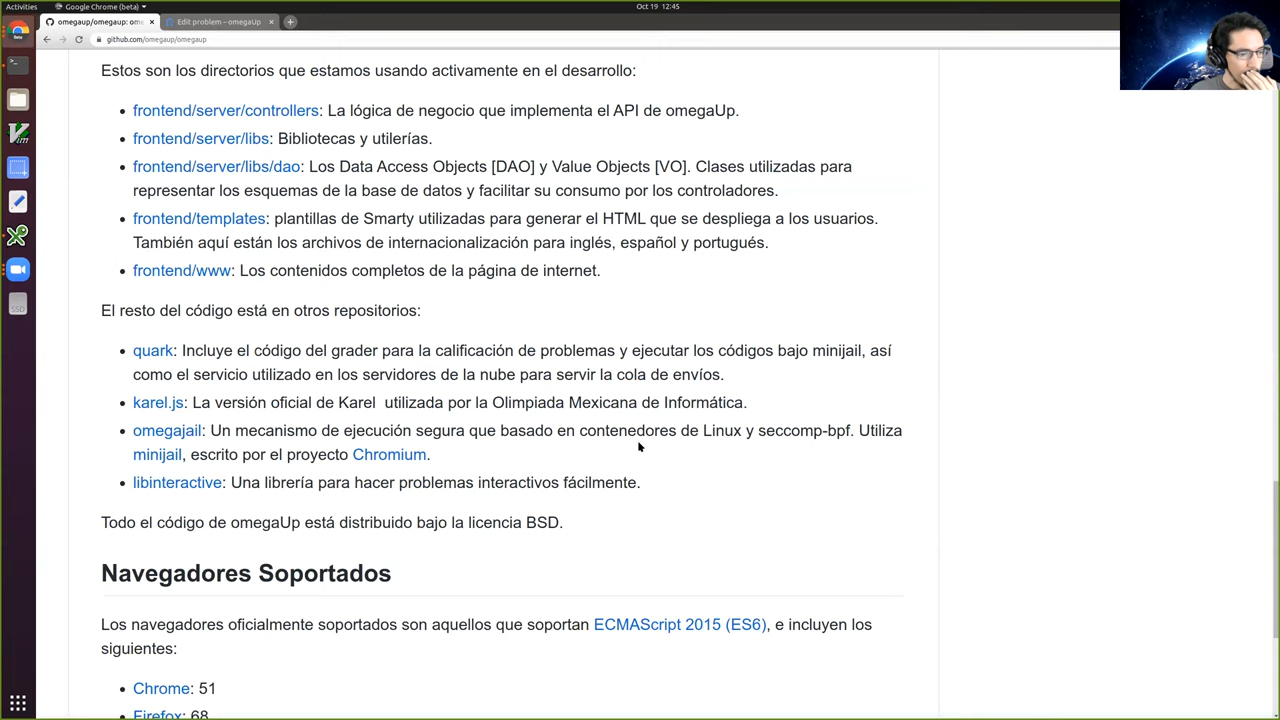 Activities
Google Chrome (Beta)
Oct 19 12:45
omegaup/omegaup: ome
Edit problem – omegaUp
github.com/omegaup/omegaup
Estos son los directorios que estamos usando activamente en el desarrollo:
frontend/server/controllers: La lógica de negocio que implementa el API de omegaUp.
frontend/server/libs: Bibliotecas y utilerías.
frontend/server/libs/dao: Los Data Access Objects [DAO] y Value Objects [VO]. Clases utilizadas para
representar los esquemas de la base de datos y facilitar su consumo por los controladores.
frontend/templates: plantillas de Smarty utilizadas para generar el HTML que se despliega a los usuarios.
También aquí están los archivos de internacionalización para inglés, español y portugués.
frontend/www: Los contenidos completos de la página de internet.
El resto del código está en otros repositorios:
quark: Incluye el código del grader para la calificación de problemas y ejecutar los códigos bajo minijail, así
como el servicio utilizado en los servidores de la nube para servir la cola de envíos.
karel.js: La versión oficial de Karel utilizada por la Olimpiada Mexicana de Informática.
omegajail: Un mecanismo de ejecución segura que basado en contenedores de Linux y seccomp-bpf. Utiliza
minijail, escrito por el proyecto Chromium.
libinteractive: Una librería para hacer problemas interactivos fácilmente.
Todo el código de omegaUp está distribuido bajo la licencia BSD.
Navegadores Soportados
Los navegadores oficialmente soportados son aquellos que soportan ECMAScript 2015 (ES6), e incluyen los
siguientes:
Chrome: 51
Firefox: 68